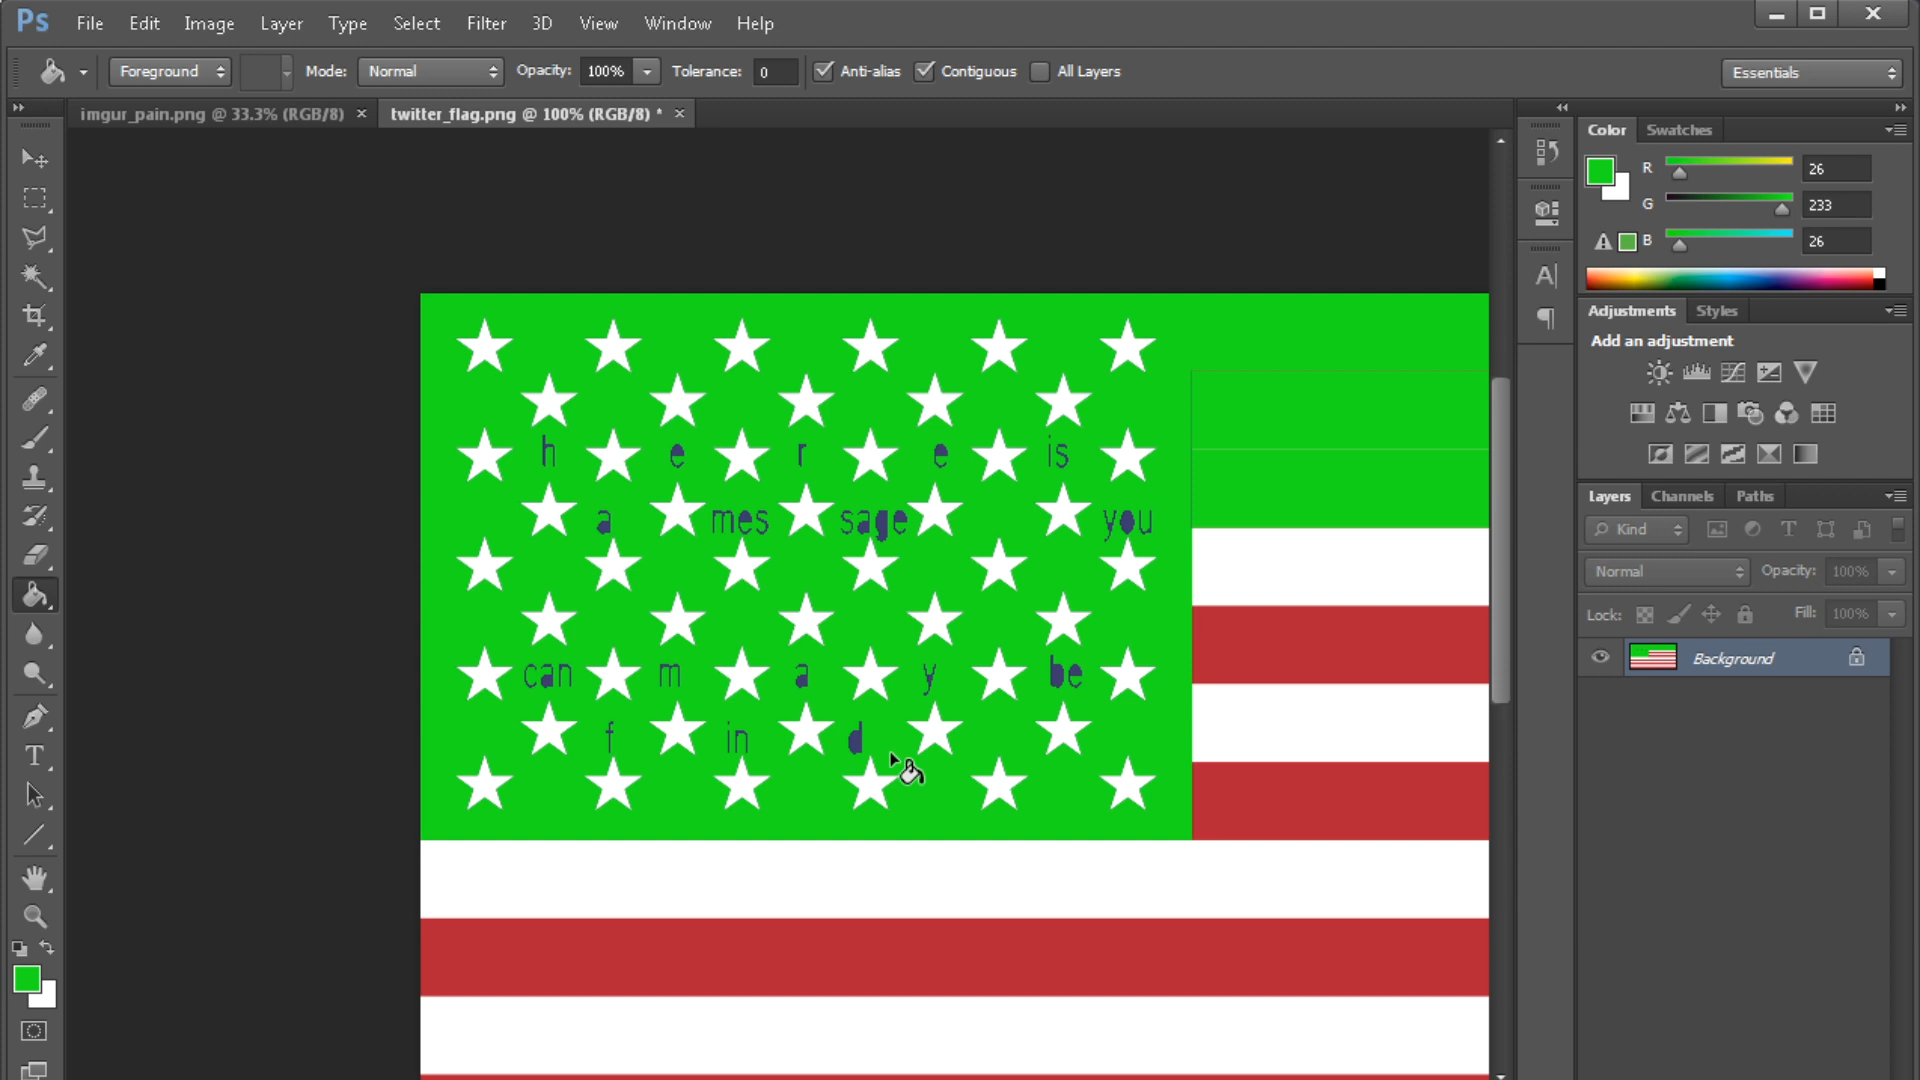 Ps File Edit Image Layer Type Select Filter 3D View Window Help
Foreground Mode: Normal Opacity: 100% Tolerance: 0 Anti-alias Contiguous All Layers Essentials
imgur_pain.png @ 33.3% (RGB/8) × twitter_flag.png @ 100% (RGB/8) * ×
Color Swatches
R 26
G 233
B 26
Adjustments Styles
Add an adjustment
Layers Channels Paths
Kind
Normal Opacity: 100%
Lock: Fill: 100%
Background
h e r e is
a mes sage you
can m a y be
f in d